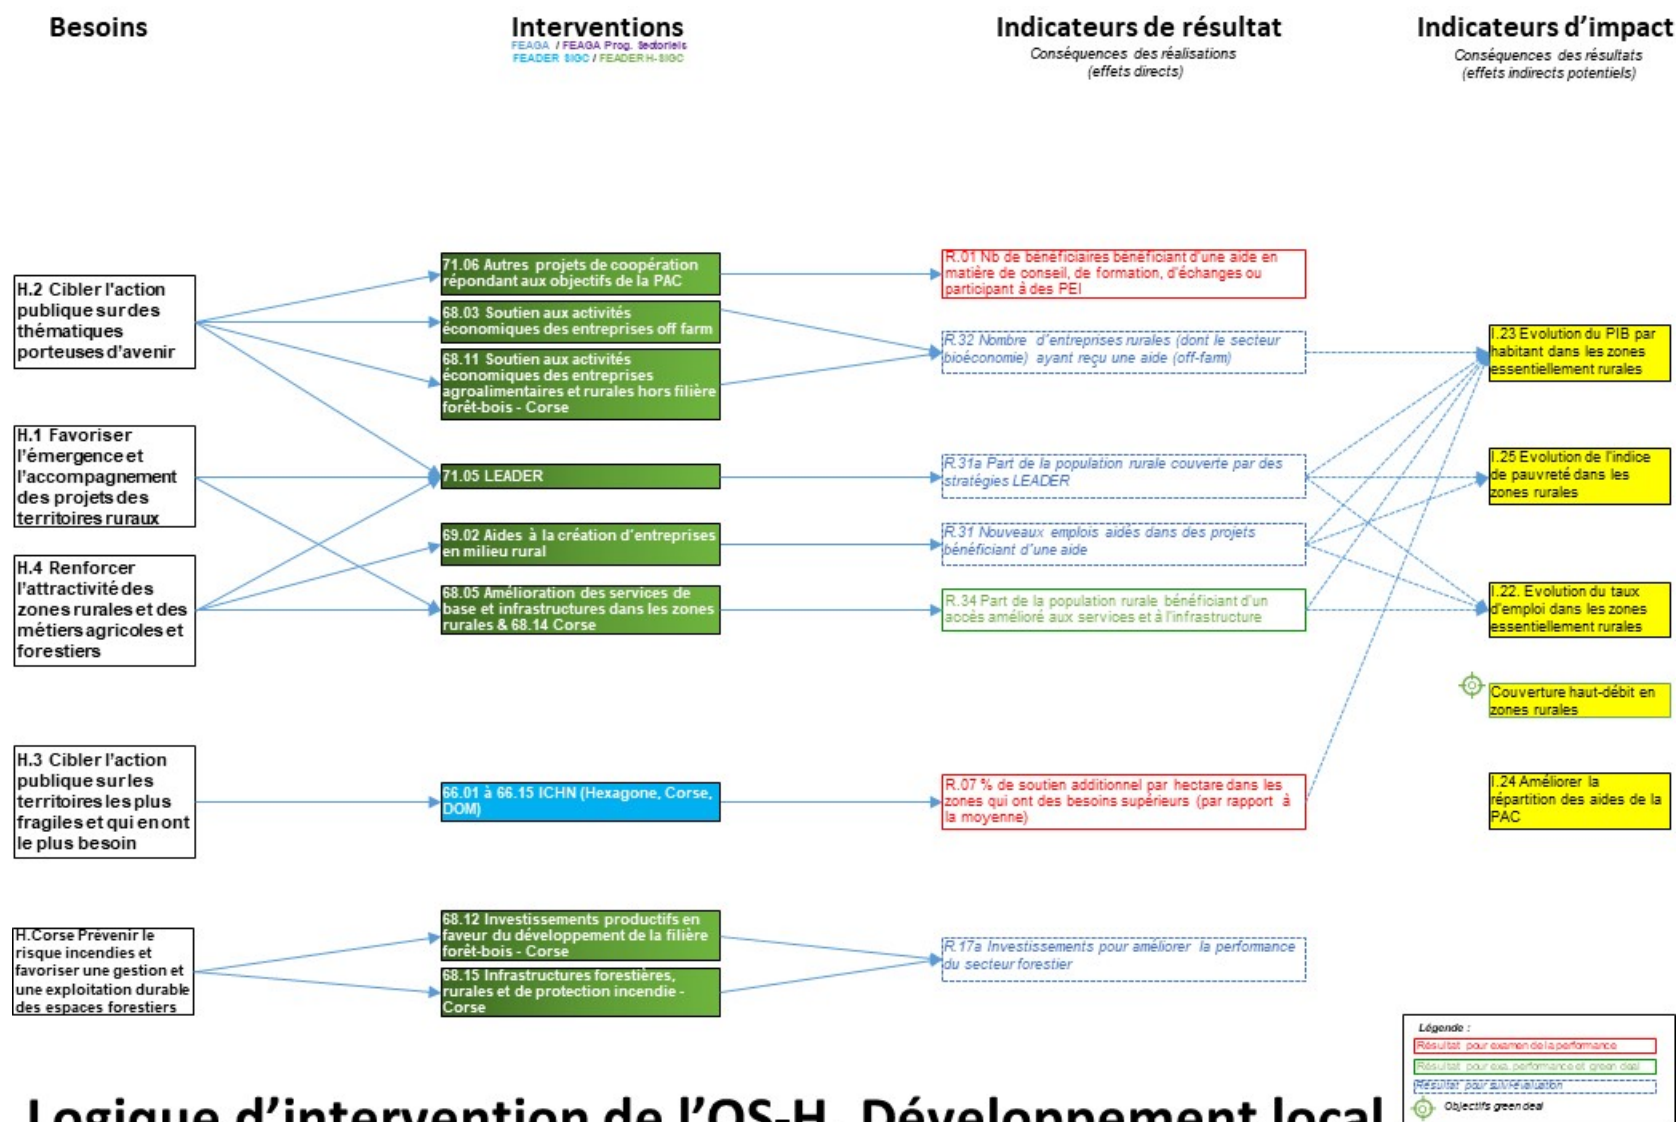 Besoins
Interventions
FEAGA / FEAGA Prog. Sectoriels
FEADER SIGC / FEADER H-SIGC
Indicateurs de résultat
Conséquences des réalisations
(effets directs)
Indicateurs d'impact
Conséquences des résultats
(effets indirects potentiels)
H.2 Cibler l'action
publique sur des
thématiques
porteuses d'avenir
H.1 Favoriser
l'émergence et
l'accompagnement
des projets des
territoires ruraux
H.4 Renforcer
l'attractivité des
zones rurales et des
métiers agricoles et
forestiers
H.3 Cibler l'action
publique sur les
territoires les plus
fragiles et qui en ont
le plus besoin
H.Corse Prévenir le
risque incendies et
favoriser une gestion et
une exploitation durable
des espaces forestiers
71.06 Autres projets de coopération
répondant aux objectifs de la PAC
68.03 Soutien aux activités
économiques des entreprises off farm
68.11 Soutien aux activités
économiques des entreprises
agroalimentaires et rurales hors filière
forêt-bois - Corse
71.05 LEADER
69.02 Aides à la création d'entreprises
en milieu rural
68.05 Amélioration des services de
base et infrastructures dans les zones
rurales & 68.14 Corse
66.01 à 66.15 ICHN (Hexagone, Corse,
DOM)
68.12 Investissements productifs en
faveur du développement de la filière
forêt-bois - Corse
68.15 Infrastructures forestières,
rurales et de protection incendie -
Corse
R.01 Nb de bénéficiaires bénéficiant d'une aide en
matière de conseil, de formation, d'échanges ou
participant à des PEI
R.32 Nombre d'entreprises rurales (dont le secteur
bioéconomie) ayant reçu une aide (off-farm)
R.31a Part de la population rurale couverte par des
stratégies LEADER
R.31 Nouveaux emplois aidés dans des projets
bénéficiant d'une aide
R.34 Part de la population rurale bénéficiant d'un
accès amélioré aux services et à l'infrastructure
R.07 % de soutien additionnel par hectare dans les
zones qui ont des besoins supérieurs (par rapport à
la moyenne)
R.17a Investissements pour améliorer la performance
du secteur forestier
I.23 Evolution du PIB par
habitant dans les zones
essentiellement rurales
I.25 Evolution de l'indice
de pauvreté dans les
zones rurales
I.22. Evolution du taux
d'emploi dans les zones
essentiellement rurales
Couverture haut-débit en
zones rurales
I.24 Améliorer la
répartition des aides de la
PAC
Légende :
Résultat pour examen de la performance
Résultat pour exa. performance et green deal
Résultat pour suivi-évaluation
Objectifs green deal
Logique d'intervention de l'OS-H. Développement local